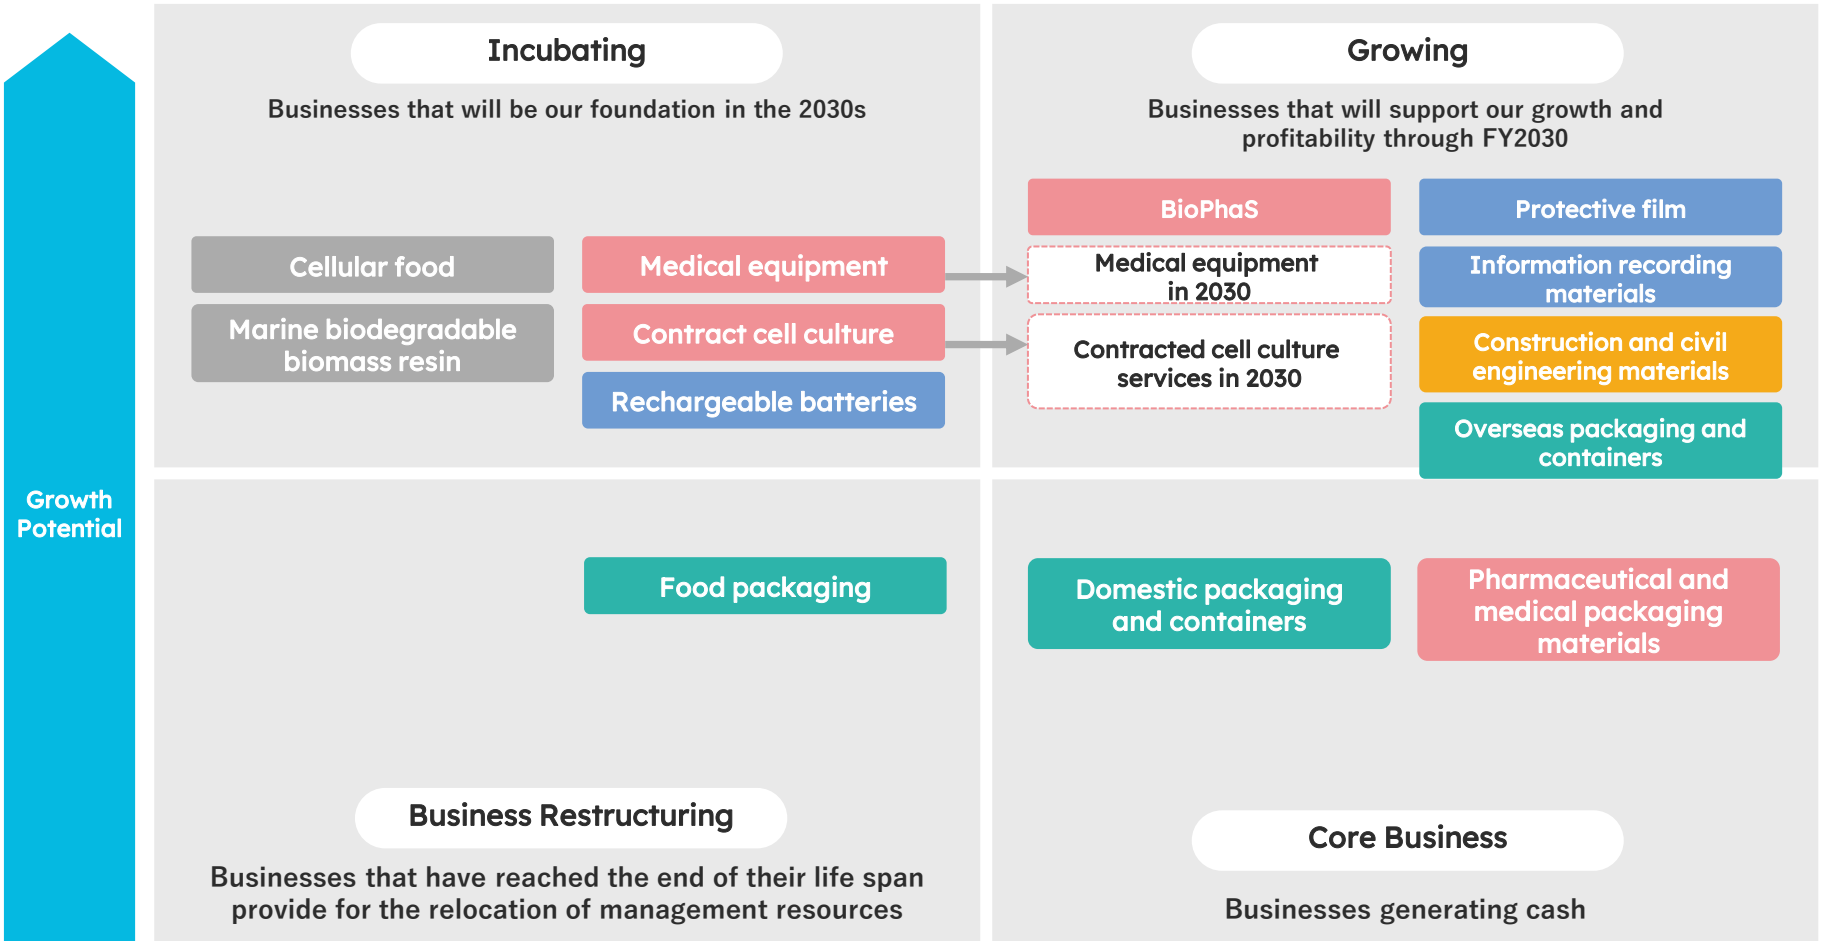 Growth
Potential
Incubating
Businesses that will be our foundation in the 2030s
Cellular food
Marine biodegradable
biomass resin
Medical equipment
Contract cell culture
Rechargeable batteries
Growing
Businesses that will support our growth and
profitability through FY2030
BioPhaS
Medical equipment
in 2030
Contracted cell culture
services in 2030
Protective film
Information recording
materials
Construction and civil
engineering materials
Overseas packaging and
containers
Food packaging
Business Restructuring
Businesses that have reached the end of their life span
provide for the relocation of management resources
Domestic packaging
and containers
Pharmaceutical and
medical packaging
materials
Core Business
Businesses generating cash